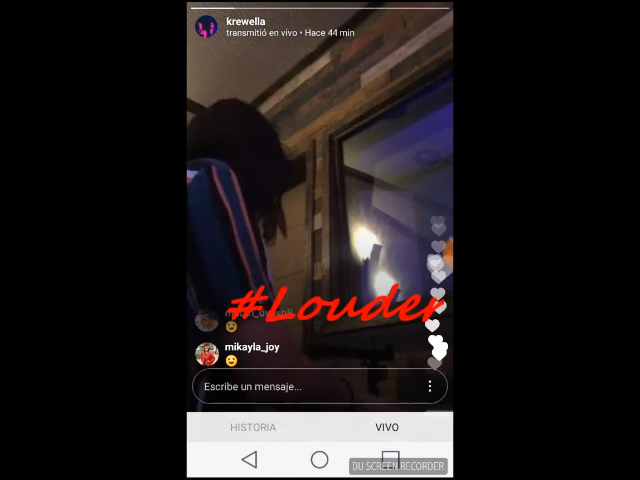 krewella
transmitió en vivo • Hace 44 min
#Louder
mikayla_joy
Escribe un mensaje...
HISTORIA
VIVO
DU SCREEN RECORDER